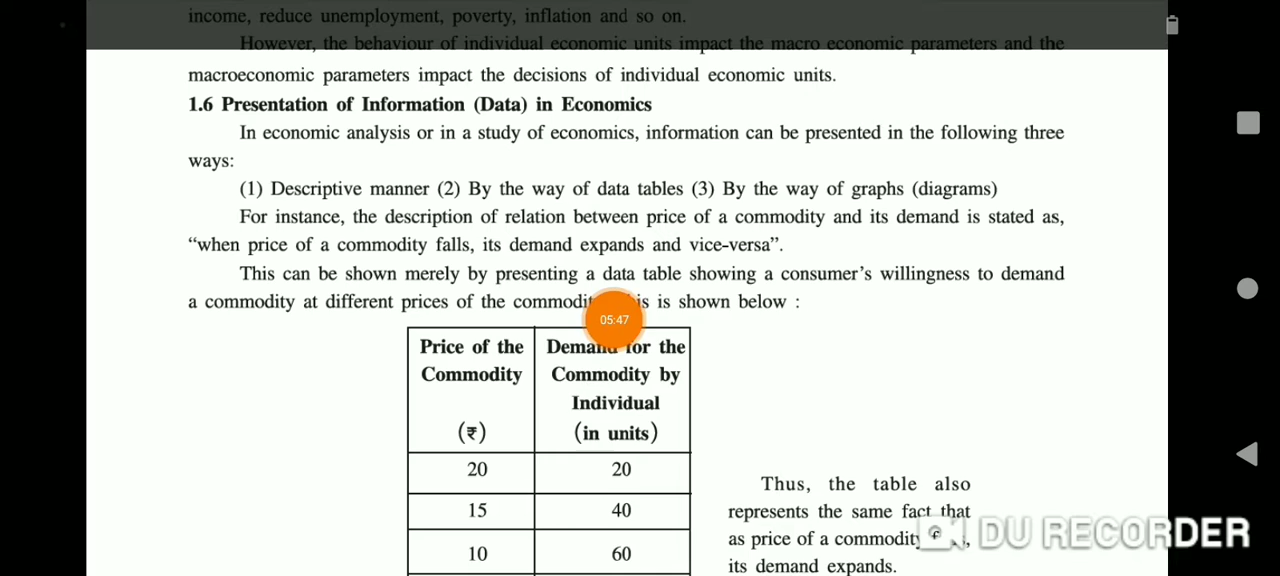 income, reduce unemployment, poverty, inflation and so on.
However, the behaviour of individual economic units impact the macro economic parameters and the
macroeconomic parameters impact the decisions of individual economic units.
1.6 Presentation of Information (Data) in Economics
In economic analysis or in a study of economics, information can be presented in the following three
ways:
(1) Descriptive manner (2) By the way of data tables (3) By the way of graphs (diagrams)
For instance, the description of relation between price of a commodity and its demand is stated as,
“when price of a commodity falls, its demand expands and vice-versa”.
This can be shown merely by presenting a data table showing a consumer’s willingness to demand
a commodity at different prices of the is shown below :
05:47
Price of the
Commodity
(₹)
Demand for the
Commodity by
Individual
(in units)
20 20
15 40
10 60
Thus, the table also
represents the same fact that
as price of a commodity
its demand expands.
DU RECORDER